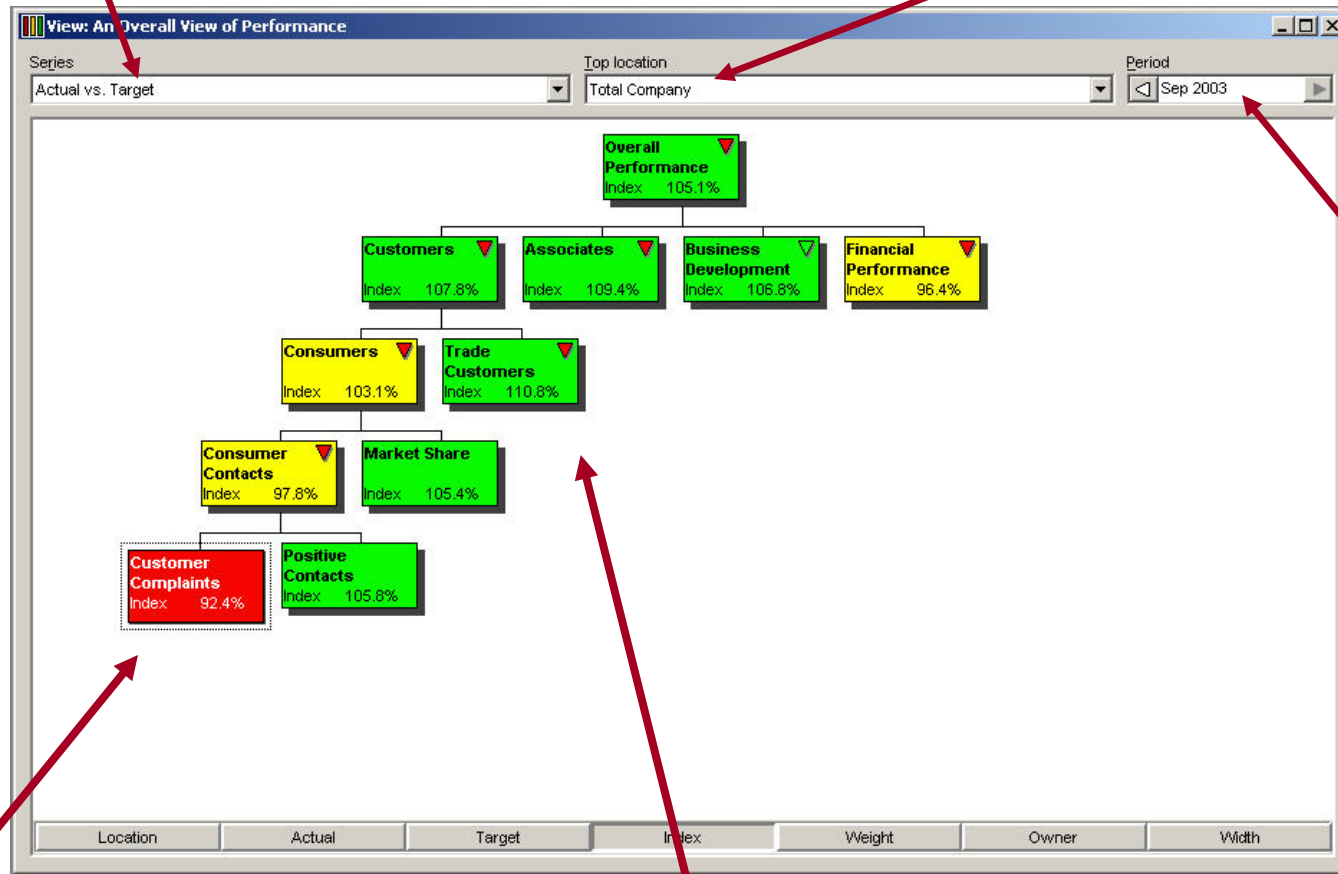 View: An Overall View of Performance
Series
Top location
Period
Actual vs. Target
Total Company
Sep 2003
Overall
Performance
Index 105.1%
Customers
Index 107.8%
Associates
Index 109.4%
Business
Development
Index 106.8%
Financial
Performance
Index 96.4%
Consumers
Index 103.1%
Trade
Customers
Index 110.8%
Consumer
Contacts
Index 97.8%
Market Share
Index 105.4%
Customer
Complaints
Index 92.4%
Positive
Contacts
Index 105.8%
Location
Actual
Target
Index
Weight
Owner
Width